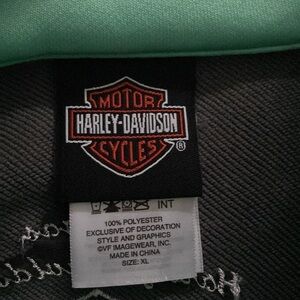 MOTOR
HARLEY-DAVIDSON
CYCLES
®
INT
100% POLYESTER
EXCLUSIVE OF DECORATION
STYLE AND GRAPHICS
©VF IMAGEWEAR, INC.
MADE IN CHINA
SIZE: XL